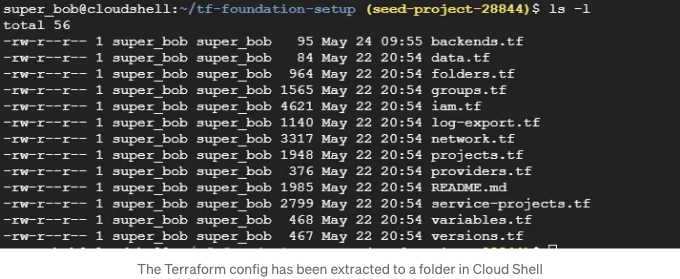 super_bob@cloudshell:~/tf-foundation-setup (seed-project-28844)$ ls -l
total 56
-rw-r--r-- 1 super_bob super_bob   95 May 24 09:55 backends.tf
-rw-r--r-- 1 super_bob super_bob   84 May 22 20:54 data.tf
-rw-r--r-- 1 super_bob super_bob  964 May 22 20:54 folders.tf
-rw-r--r-- 1 super_bob super_bob 1565 May 22 20:54 groups.tf
-rw-r--r-- 1 super_bob super_bob 4621 May 22 20:54 iam.tf
-rw-r--r-- 1 super_bob super_bob 1140 May 22 20:54 log-export.tf
-rw-r--r-- 1 super_bob super_bob 3317 May 22 20:54 network.tf
-rw-r--r-- 1 super_bob super_bob 1948 May 22 20:54 projects.tf
-rw-r--r-- 1 super_bob super_bob  376 May 22 20:54 providers.tf
-rw-r--r-- 1 super_bob super_bob 1985 May 22 20:54 README.md
-rw-r--r-- 1 super_bob super_bob 2799 May 22 20:54 service-projects.tf
-rw-r--r-- 1 super_bob super_bob  468 May 22 20:54 variables.tf
-rw-r--r-- 1 super_bob super_bob  467 May 22 20:54 versions.tf
The Terraform config has been extracted to a folder in Cloud Shell